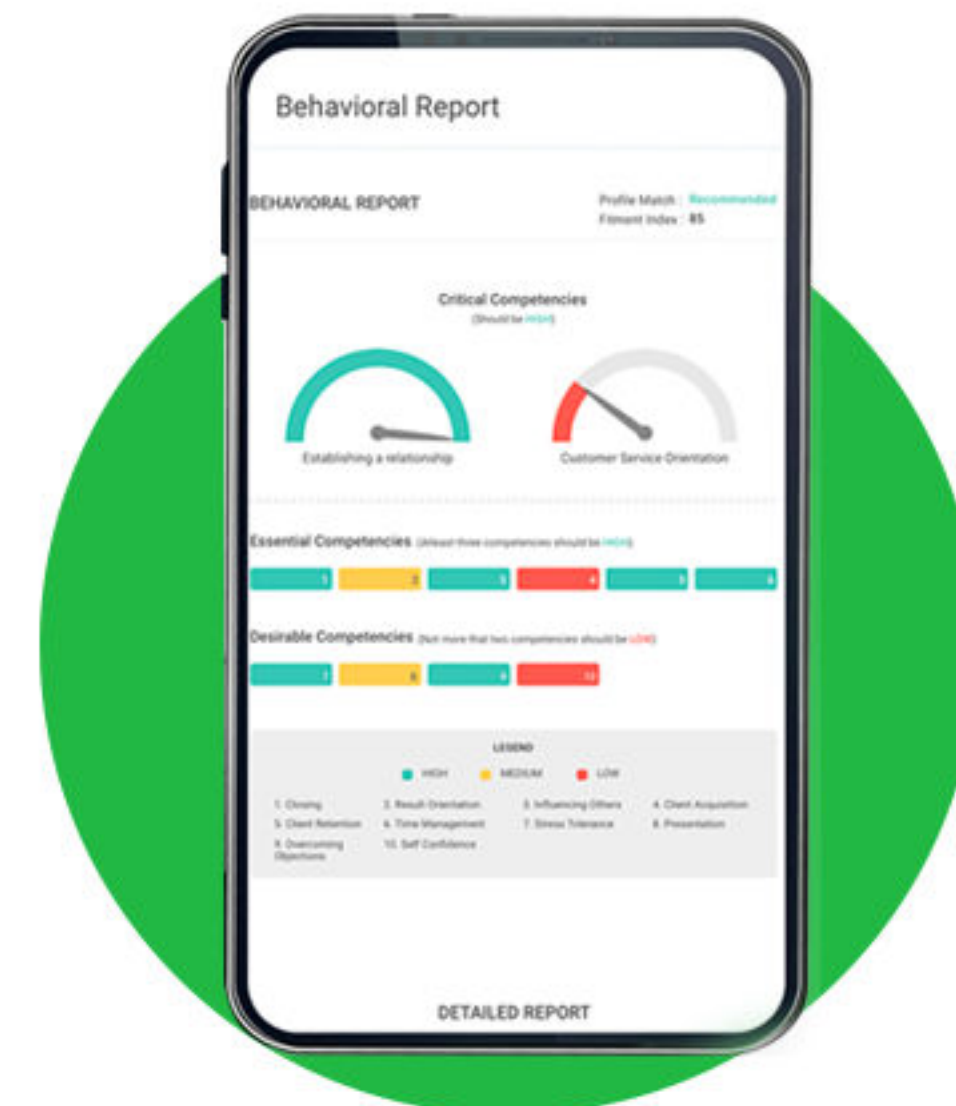 Behavioral Report
BEHAVIORAL REPORT
Profile Match : Recommended
Fitment Index : 85
Critical Competencies
(Should be HIGH)
Establishing a relationship
Customer Service Orientation
Essential Competencies (Atleast three competencies should be HIGH)
1 2 3 4 5 6
Desirable Competencies (Not more that two competencies should be LOW)
7 8 9 10
LEGEND
HIGH MEDIUM LOW
1. Closing 2. Result Orientation 3. Influencing Others 4. Client Acquisition
5. Client Retention 6. Time Management 7. Stress Tolerance 8. Presentation
9. Overcoming 10. Self Confidence
Objections
DETAILED REPORT